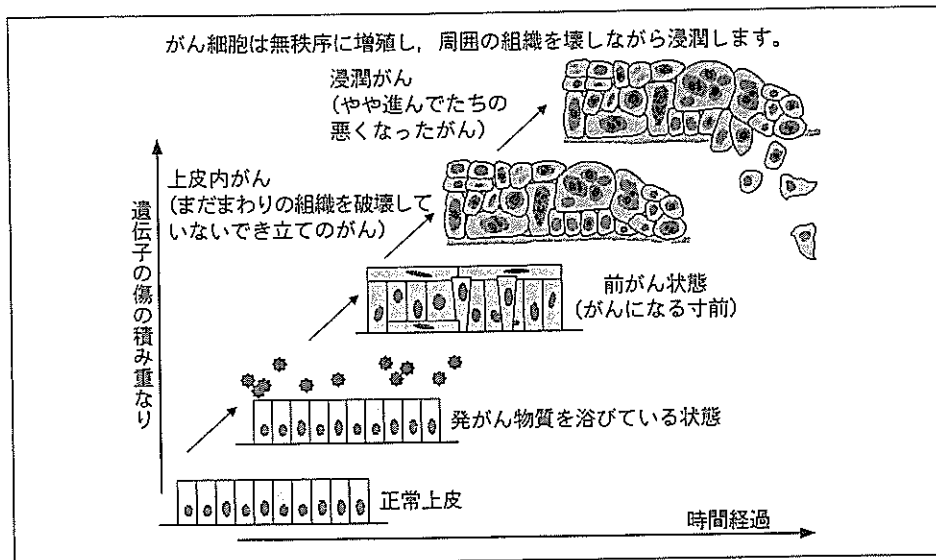 がん細胞は無秩序に増殖し，周囲の組織を壊しながら浸潤します。
浸潤がん
(やや進んでたちの
悪くなったがん)
上皮内がん
(まだまわりの組織を破壊して
いないでき立てのがん)
前がん状態
(がんになる寸前)
発がん物質を浴びている状態
正常上皮
遺伝子の傷の積み重なり
時間経過